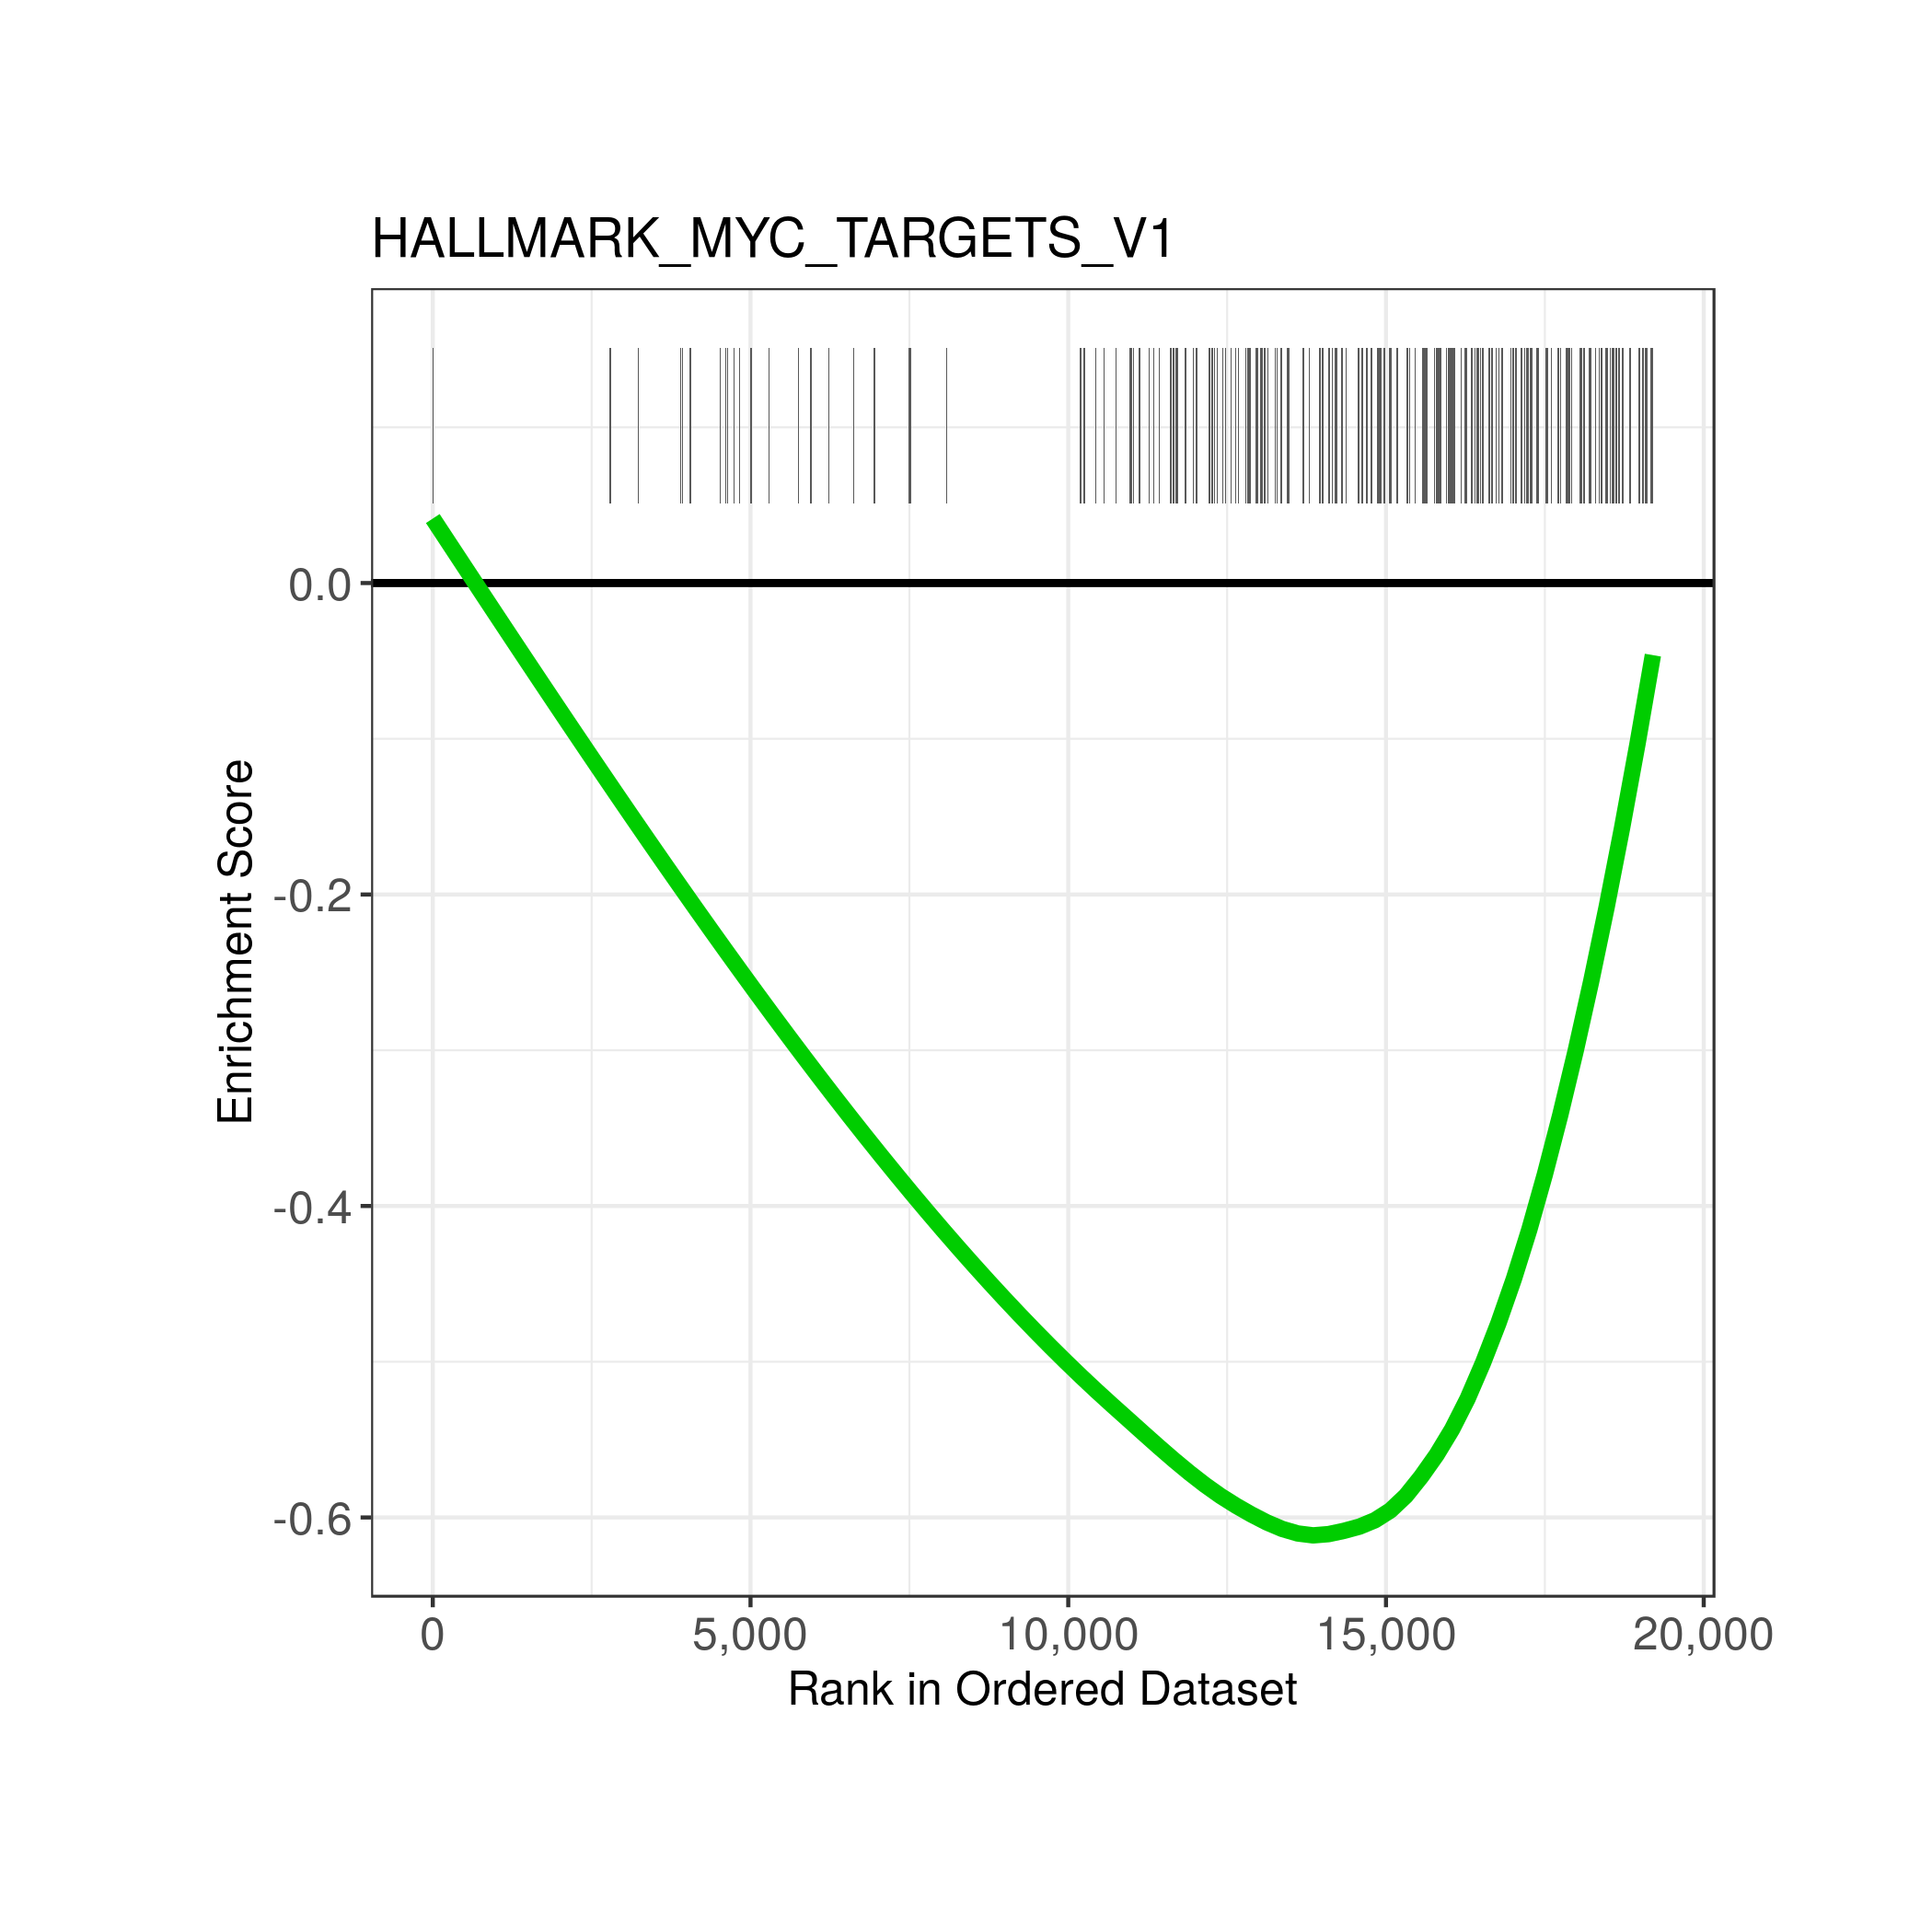 HALLMARK_MYC_TARGETS_V1
Enrichment Score
0.0
-0.2
-0.4
-0.6
0 5,000 10,000 15,000 20,000
Rank in Ordered Dataset